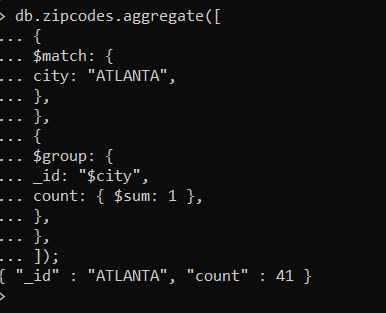 > db.zipcodes.aggregate([
... {
... $match: {
... city: "ATLANTA",
... },
... },
... {
... $group: {
... _id: "$city",
... count: { $sum: 1 },
... },
... },
... ]);
{ "_id" : "ATLANTA", "count" : 41 }
>